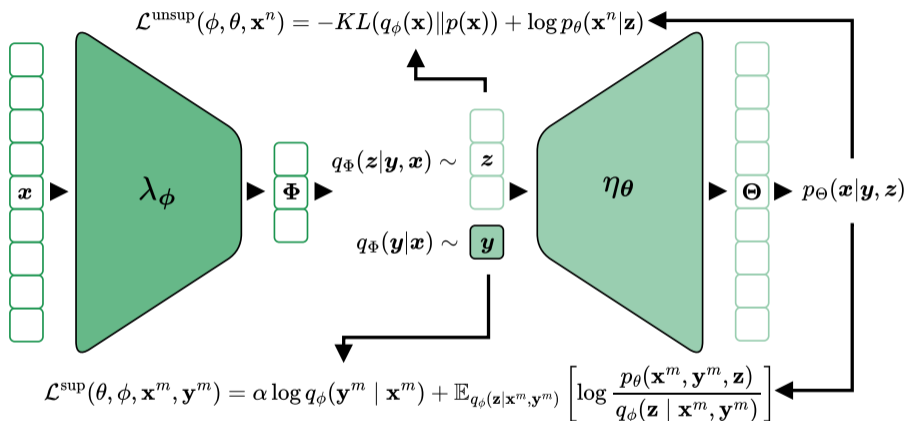 ℒ^unsup(ϕ, θ, x^n) = −KL(q_ϕ(x)∥p(x)) + log p_θ(x^n|z)
x
λ_ϕ
Φ
q_Φ(z|y, x) ∼
z
q_Φ(y|x) ∼
y
η_θ
Θ
p_Θ(x|y, z)
ℒ^sup(θ, ϕ, x^m, y^m) = α log q_ϕ(y^m | x^m) + 𝔼_{q_ϕ(z|x^m,y^m)} [log p_θ(x^m, y^m, z) / q_ϕ(z | x^m, y^m)]